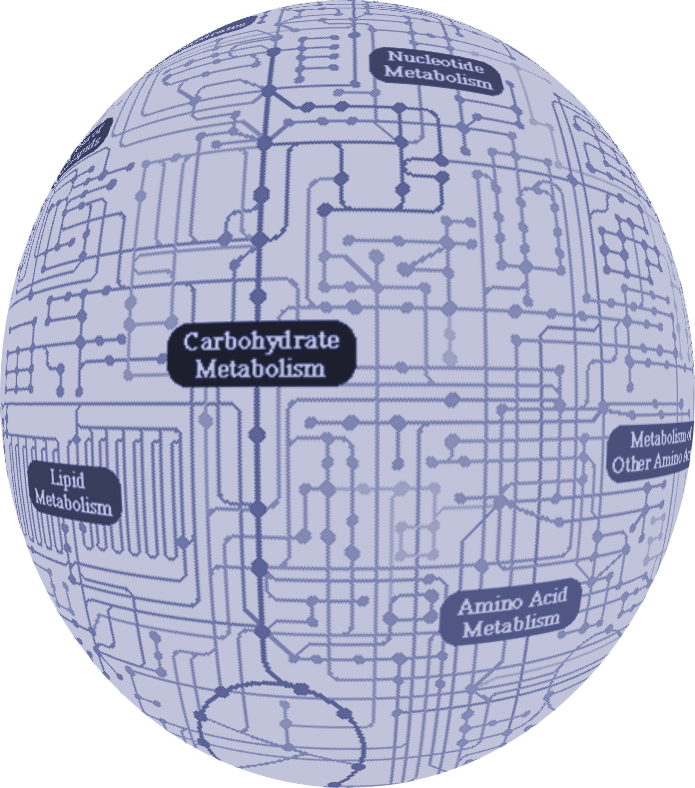 Nucleotide
Metabolism
Carbohydrate
Metabolism
Metabolism of
Other Amino
Lipid
Metabolism
Amino Acid
Metablism